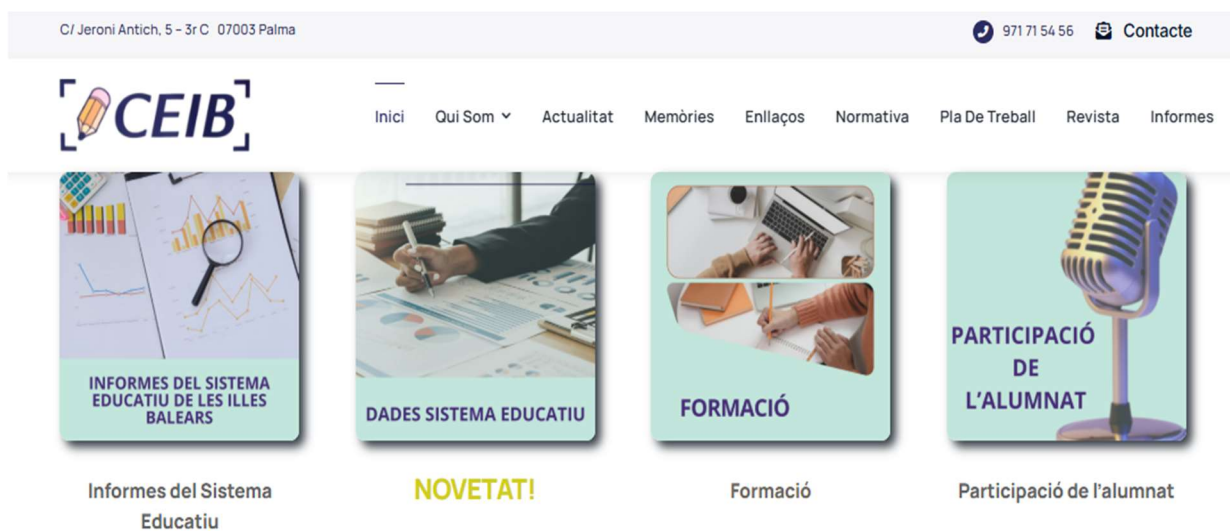 C/ Jeroni Antich, 5 – 3r C 07003 Palma
971 71 54 56 Contacte
CEIB
Inici Qui Som Actualitat Memòries Enllaços Normativa Pla De Treball Revista Informes
INFORMES DEL SISTEMA
EDUCATIU DE LES ILLES
BALEARS
DADES SISTEMA EDUCATIU
FORMACIÓ
PARTICIPACIÓ
DE
L'ALUMNAT
Informes del Sistema
Educatiu
NOVETAT!
Formació
Participació de l'alumnat